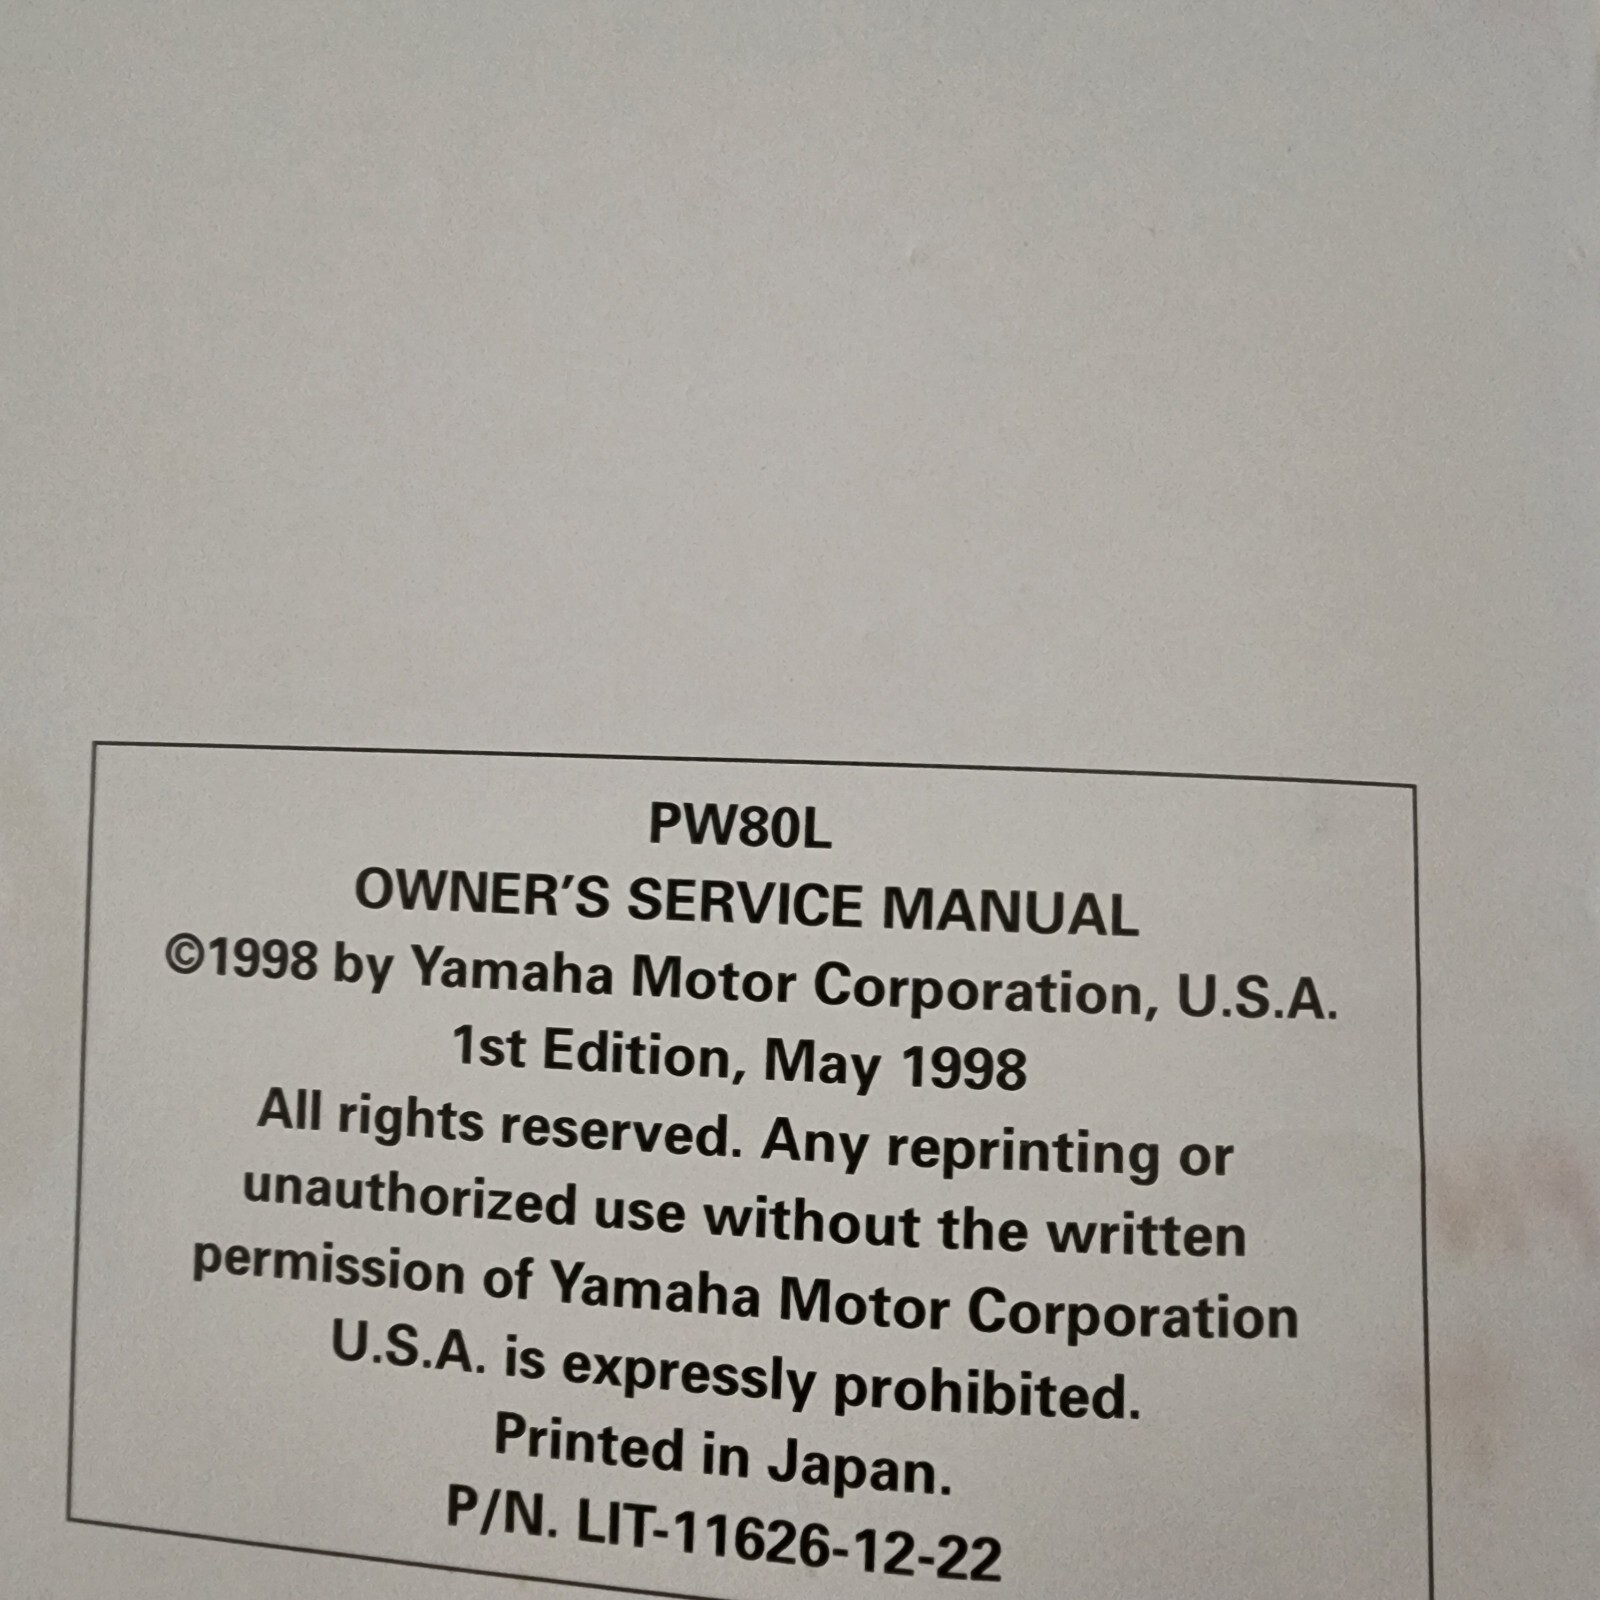 PW80L
OWNER'S SERVICE MANUAL
©1998 by Yamaha Motor Corporation, U.S.A.
1st Edition, May 1998
All rights reserved. Any reprinting or
unauthorized use without the written
permission of Yamaha Motor Corporation
U.S.A. is expressly prohibited.
Printed in Japan.
P/N. LIT-11626-12-22